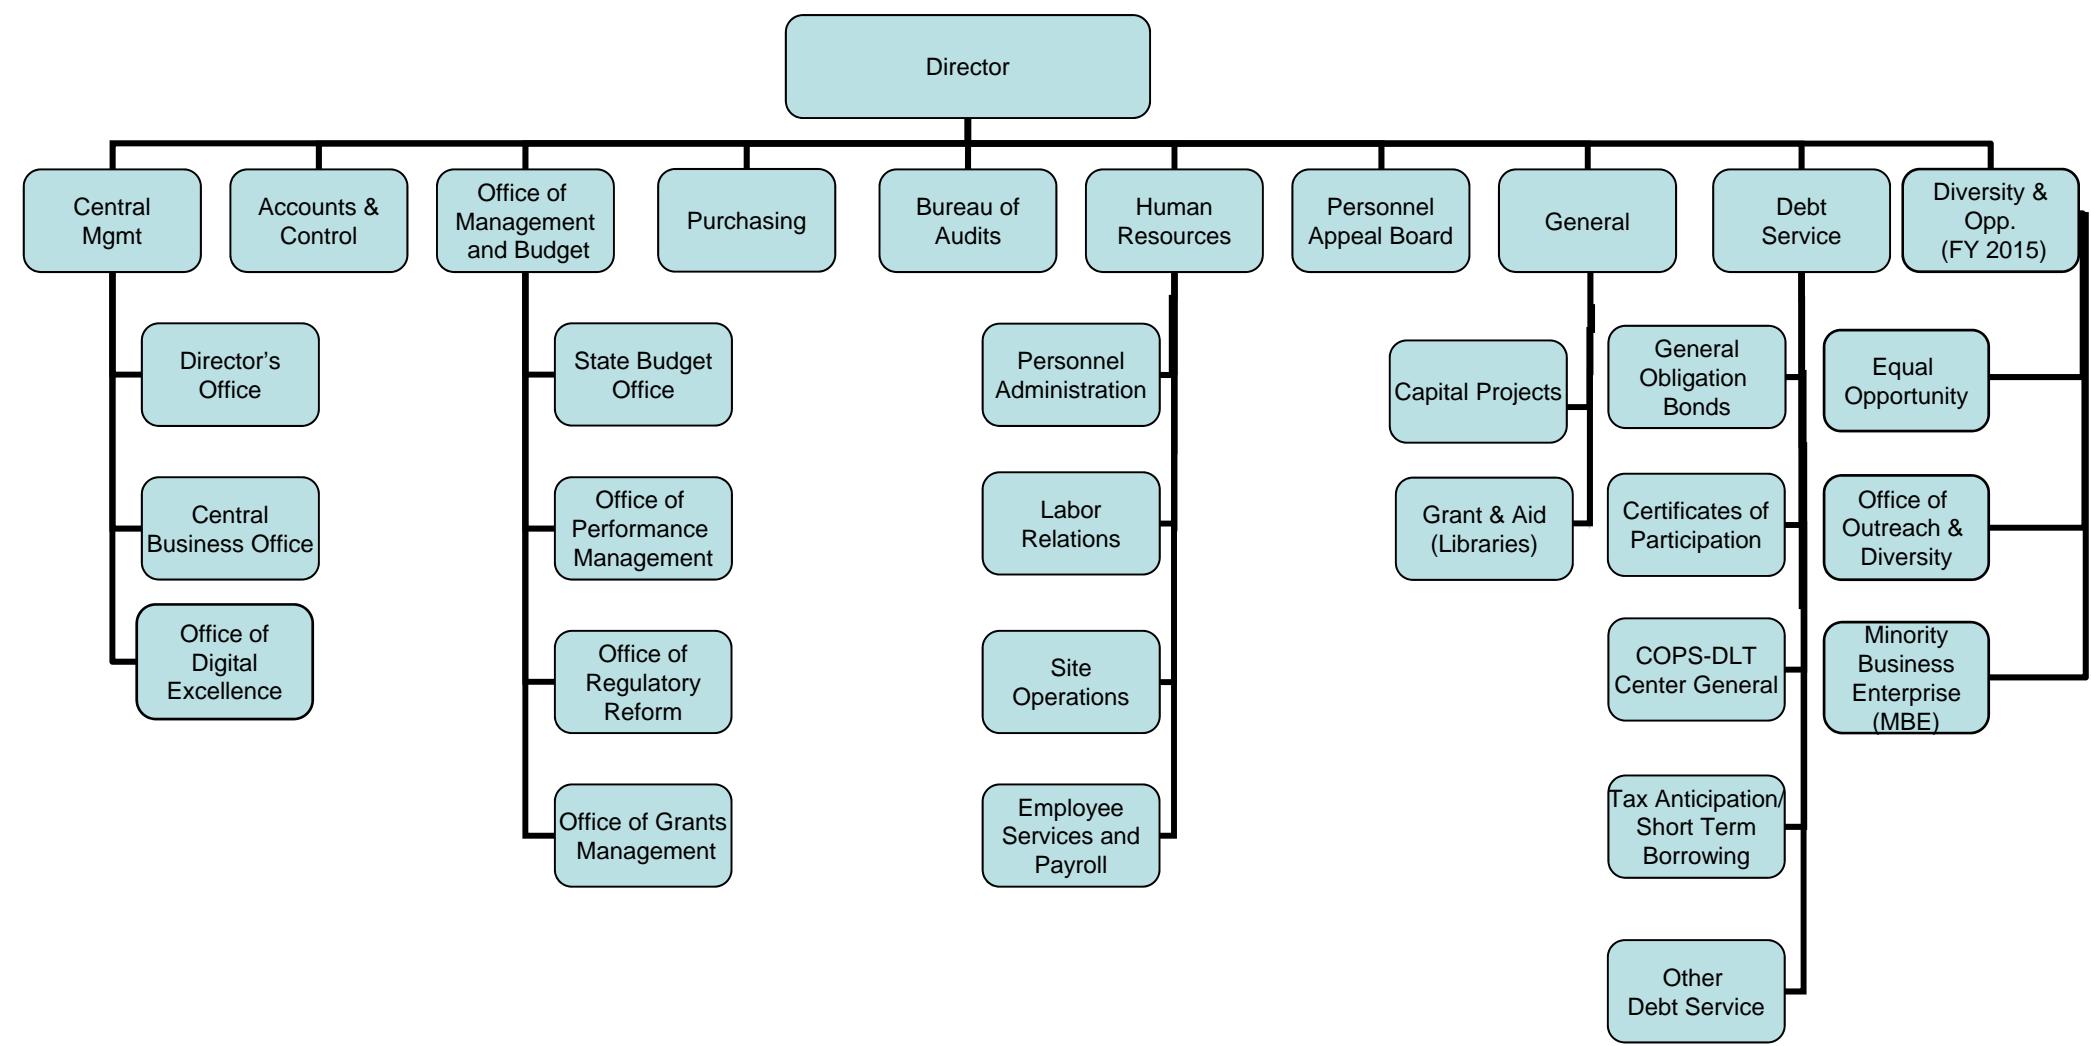 Director
Central
Mgmt
Accounts &
Control
Office of
Management
and Budget
Purchasing
Bureau of
Audits
Human
Resources
Personnel
Appeal Board
General
Debt
Service
Diversity &
Opp.
(FY 2015)
Director’s
Office
Central
Business Office
Office of
Digital
Excellence
State Budget
Office
Office of
Performance
Management
Office of
Regulatory
Reform
Office of Grants
Management
Personnel
Administration
Labor
Relations
Site
Operations
Employee
Services and
Payroll
Capital Projects
Grant & Aid
(Libraries)
General
Obligation
Bonds
Certificates of
Participation
COPS-DLT
Center General
Tax Anticipation/
Short Term
Borrowing
Other
Debt Service
Equal
Opportunity
Office of
Outreach &
Diversity
Minority
Business
Enterprise
(MBE)